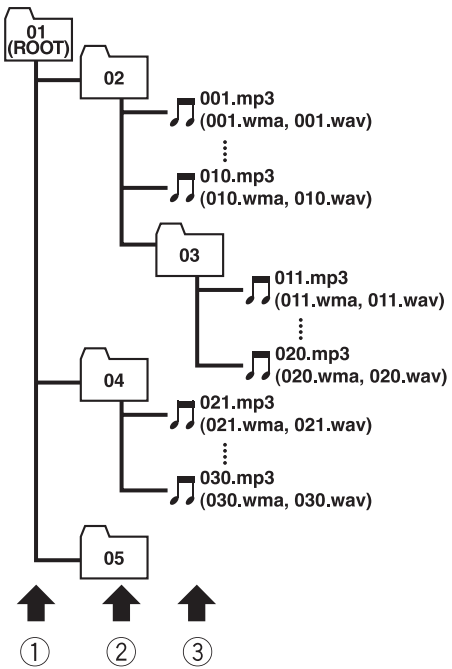 01
(ROOT)
02
001.mp3
(001.wma, 001.wav)
010.mp3
(010.wma, 010.wav)
03
011.mp3
(011.wma, 011.wav)
020.mp3
(020.wma, 020.wav)
04
021.mp3
(021.wma, 021.wav)
030.mp3
(030.wma, 030.wav)
05
① ② ③